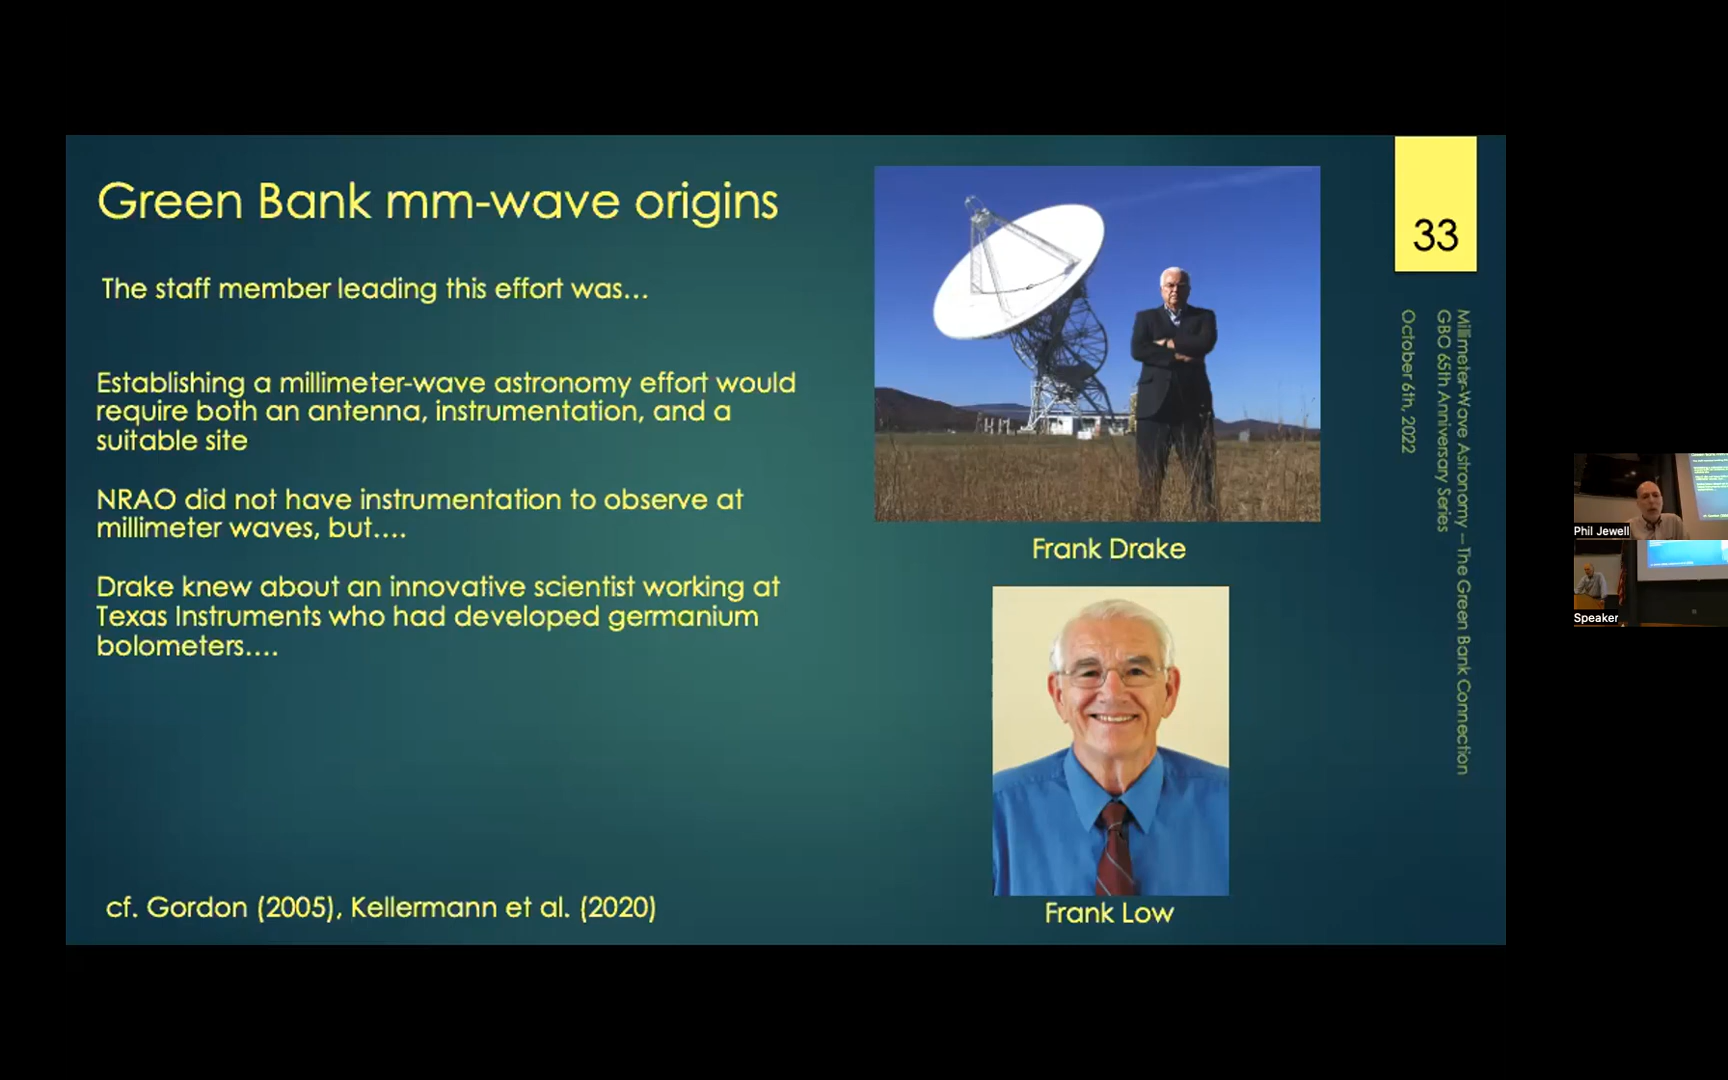 Green Bank mm-wave origins
The staff member leading this effort was...
Establishing a millimeter-wave astronomy effort would
require both an antenna, instrumentation, and a
suitable site
NRAO did not have instrumentation to observe at
millimeter waves, but....
Drake knew about an innovative scientist working at
Texas Instruments who had developed germanium
bolometers....
cf. Gordon (2005), Kellermann et al. (2020)
Frank Drake
Frank Low
33
Millimeter-Wave Astronomy – The Green Bank Connection
GBO 65th Anniversary Series
October 6th, 2022
Phil Jewell
Speaker